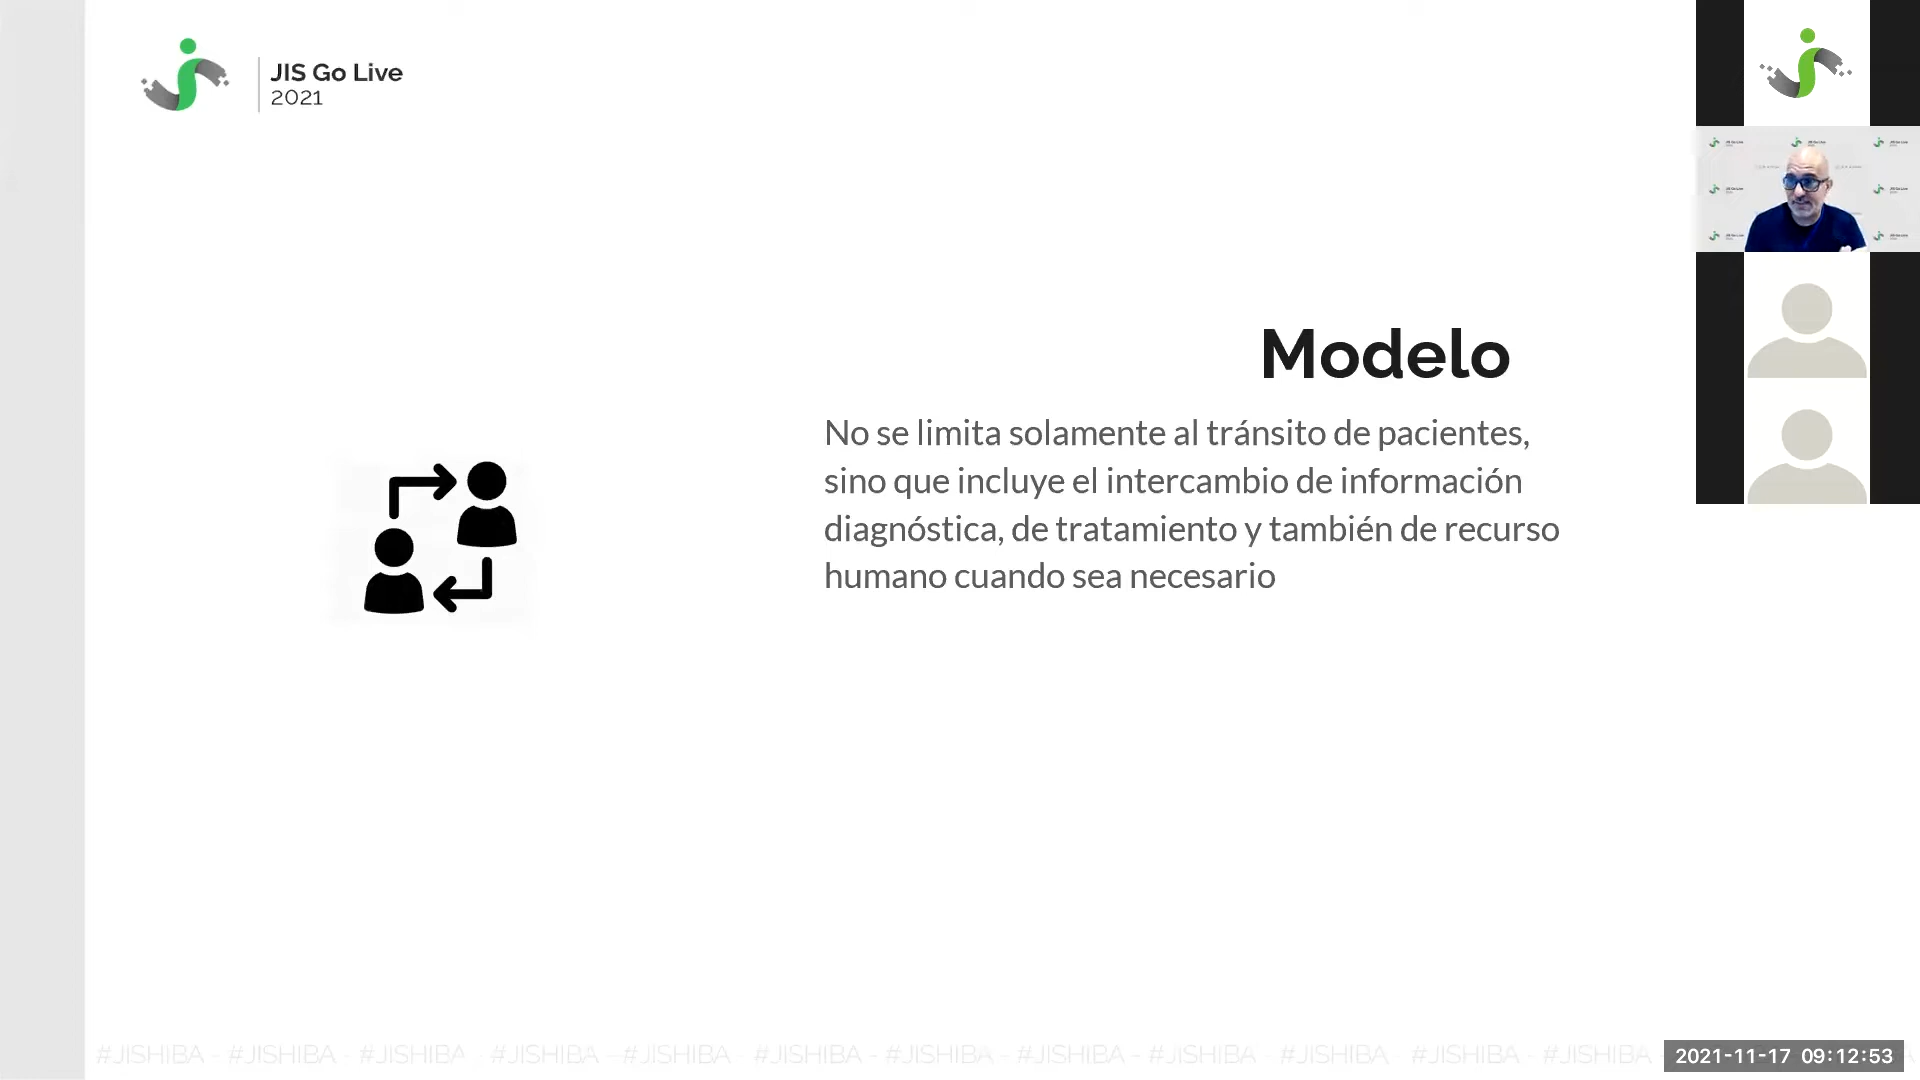 JIS Go Live
2021
Modelo
No se limita solamente al tránsito de pacientes,
sino que incluye el intercambio de información
diagnóstica, de tratamiento y también de recurso
humano cuando sea necesario
#JISHIBA - #JISHIBA - #JISHIBA - #JISHIBA - #JISHIBA - #JISHIBA - #JISHIBA - #JISHIBA - #JISHIBA - #JISHIBA - #JISHIBA - #JISHIBA -
2021-11-17 09:12:53